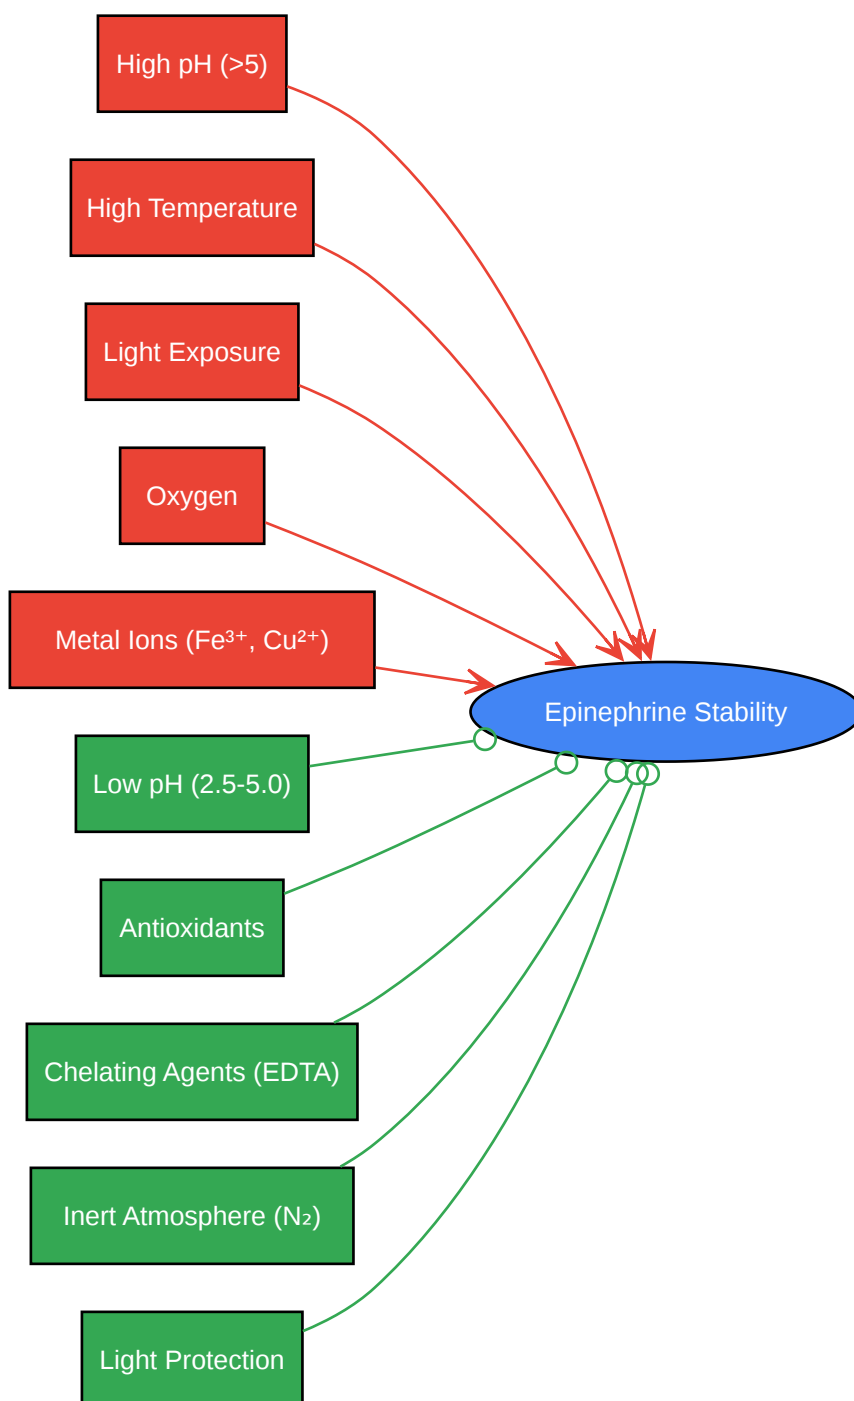 High pH (>5)
High Temperature
Light Exposure
Oxygen
Metal Ions (Fe³⁺, Cu²⁺)
Epinephrine Stability
Low pH (2.5-5.0)
Antioxidants
Chelating Agents (EDTA)
Inert Atmosphere (N₂)
Light Protection